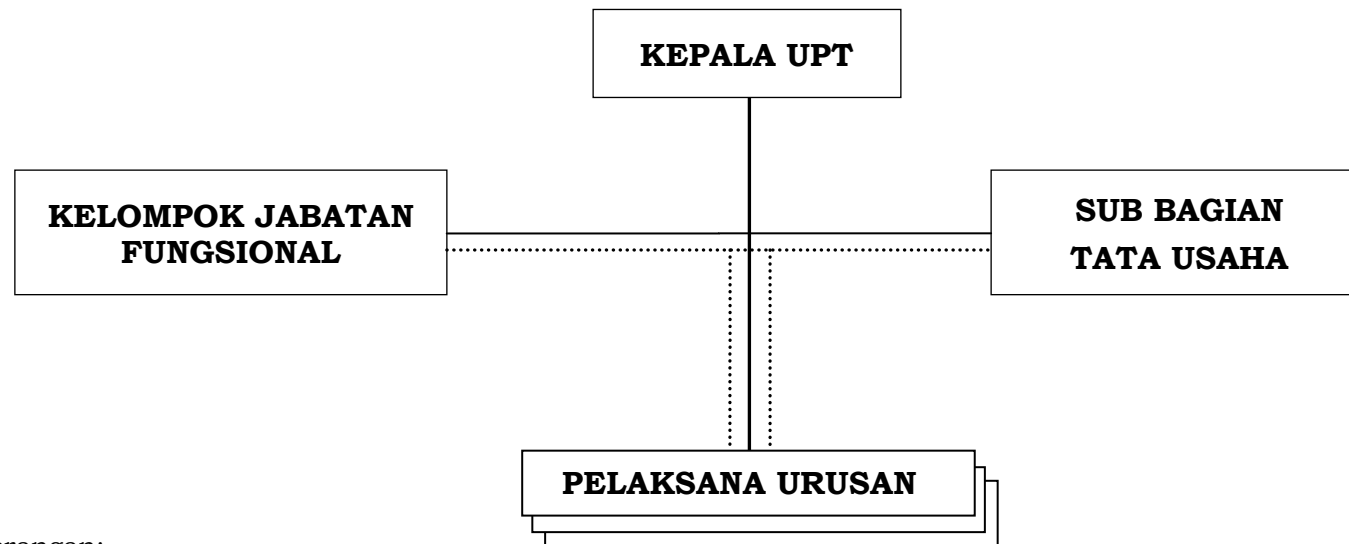 KEPALA UPT
KELOMPOK JABATAN
FUNGSIONAL
SUB BAGIAN
TATA USAHA
PELAKSANA URUSAN